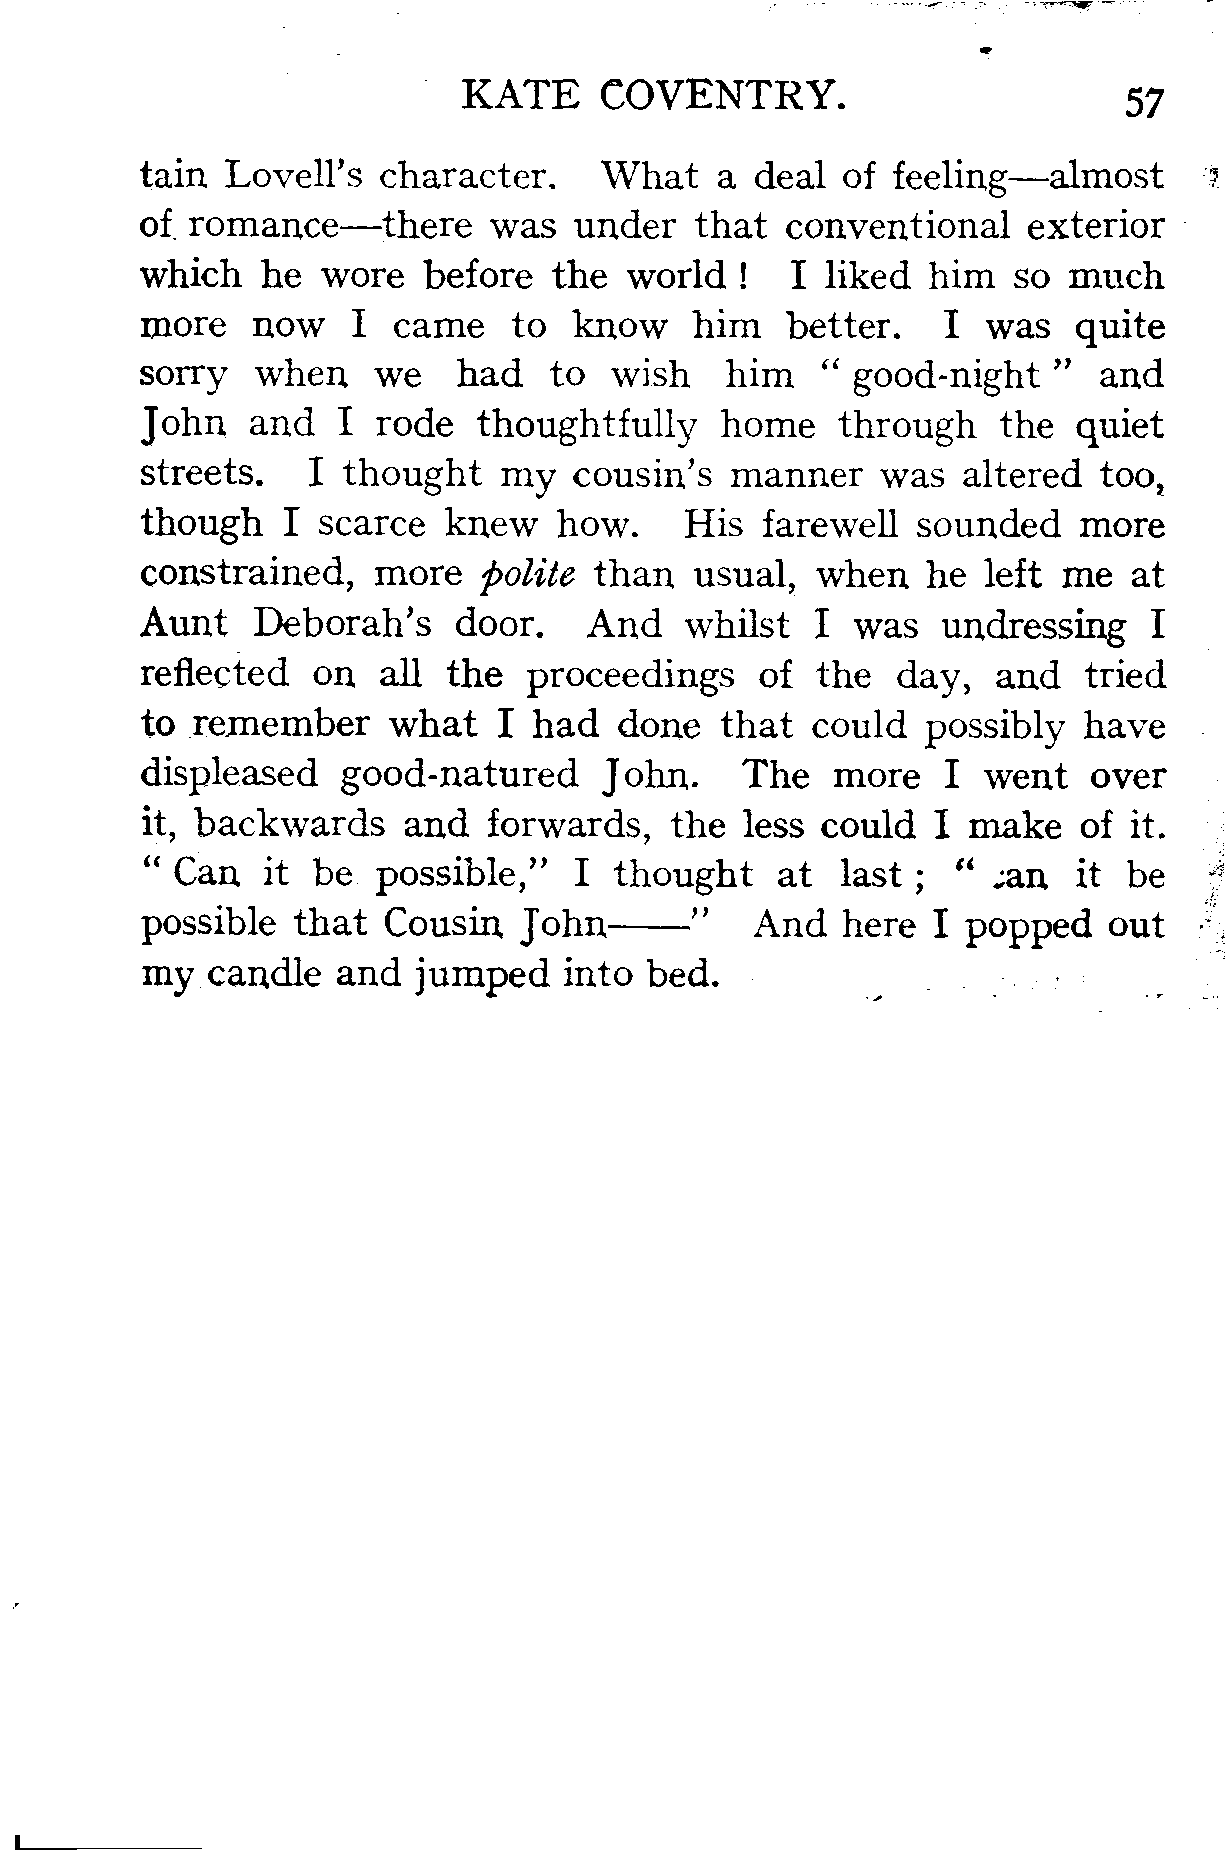 KATE COVENTRY. 57
tain Lovell's character. What a deal of feeling—almost
of romance—there was under that conventional exterior
which he wore before the world ! I liked him so much
more now I came to know him better. I was quite
sorry when we had to wish him " good-night " and
John and I rode thoughtfully home through the quiet
streets. I thought my cousin's manner was altered too,
though I scarce knew how. His farewell sounded more
constrained, more polite than usual, when he left me at
Aunt Deborah's door. And whilst I was undressing I
reflected on all the proceedings of the day, and tried
to remember what I had done that could possibly have
displeased good-natured John. The more I went over
it, backwards and forwards, the less could I make of it.
" Can it be possible," I thought at last ; " can it be
possible that Cousin John——" And here I popped out
my candle and jumped into bed.